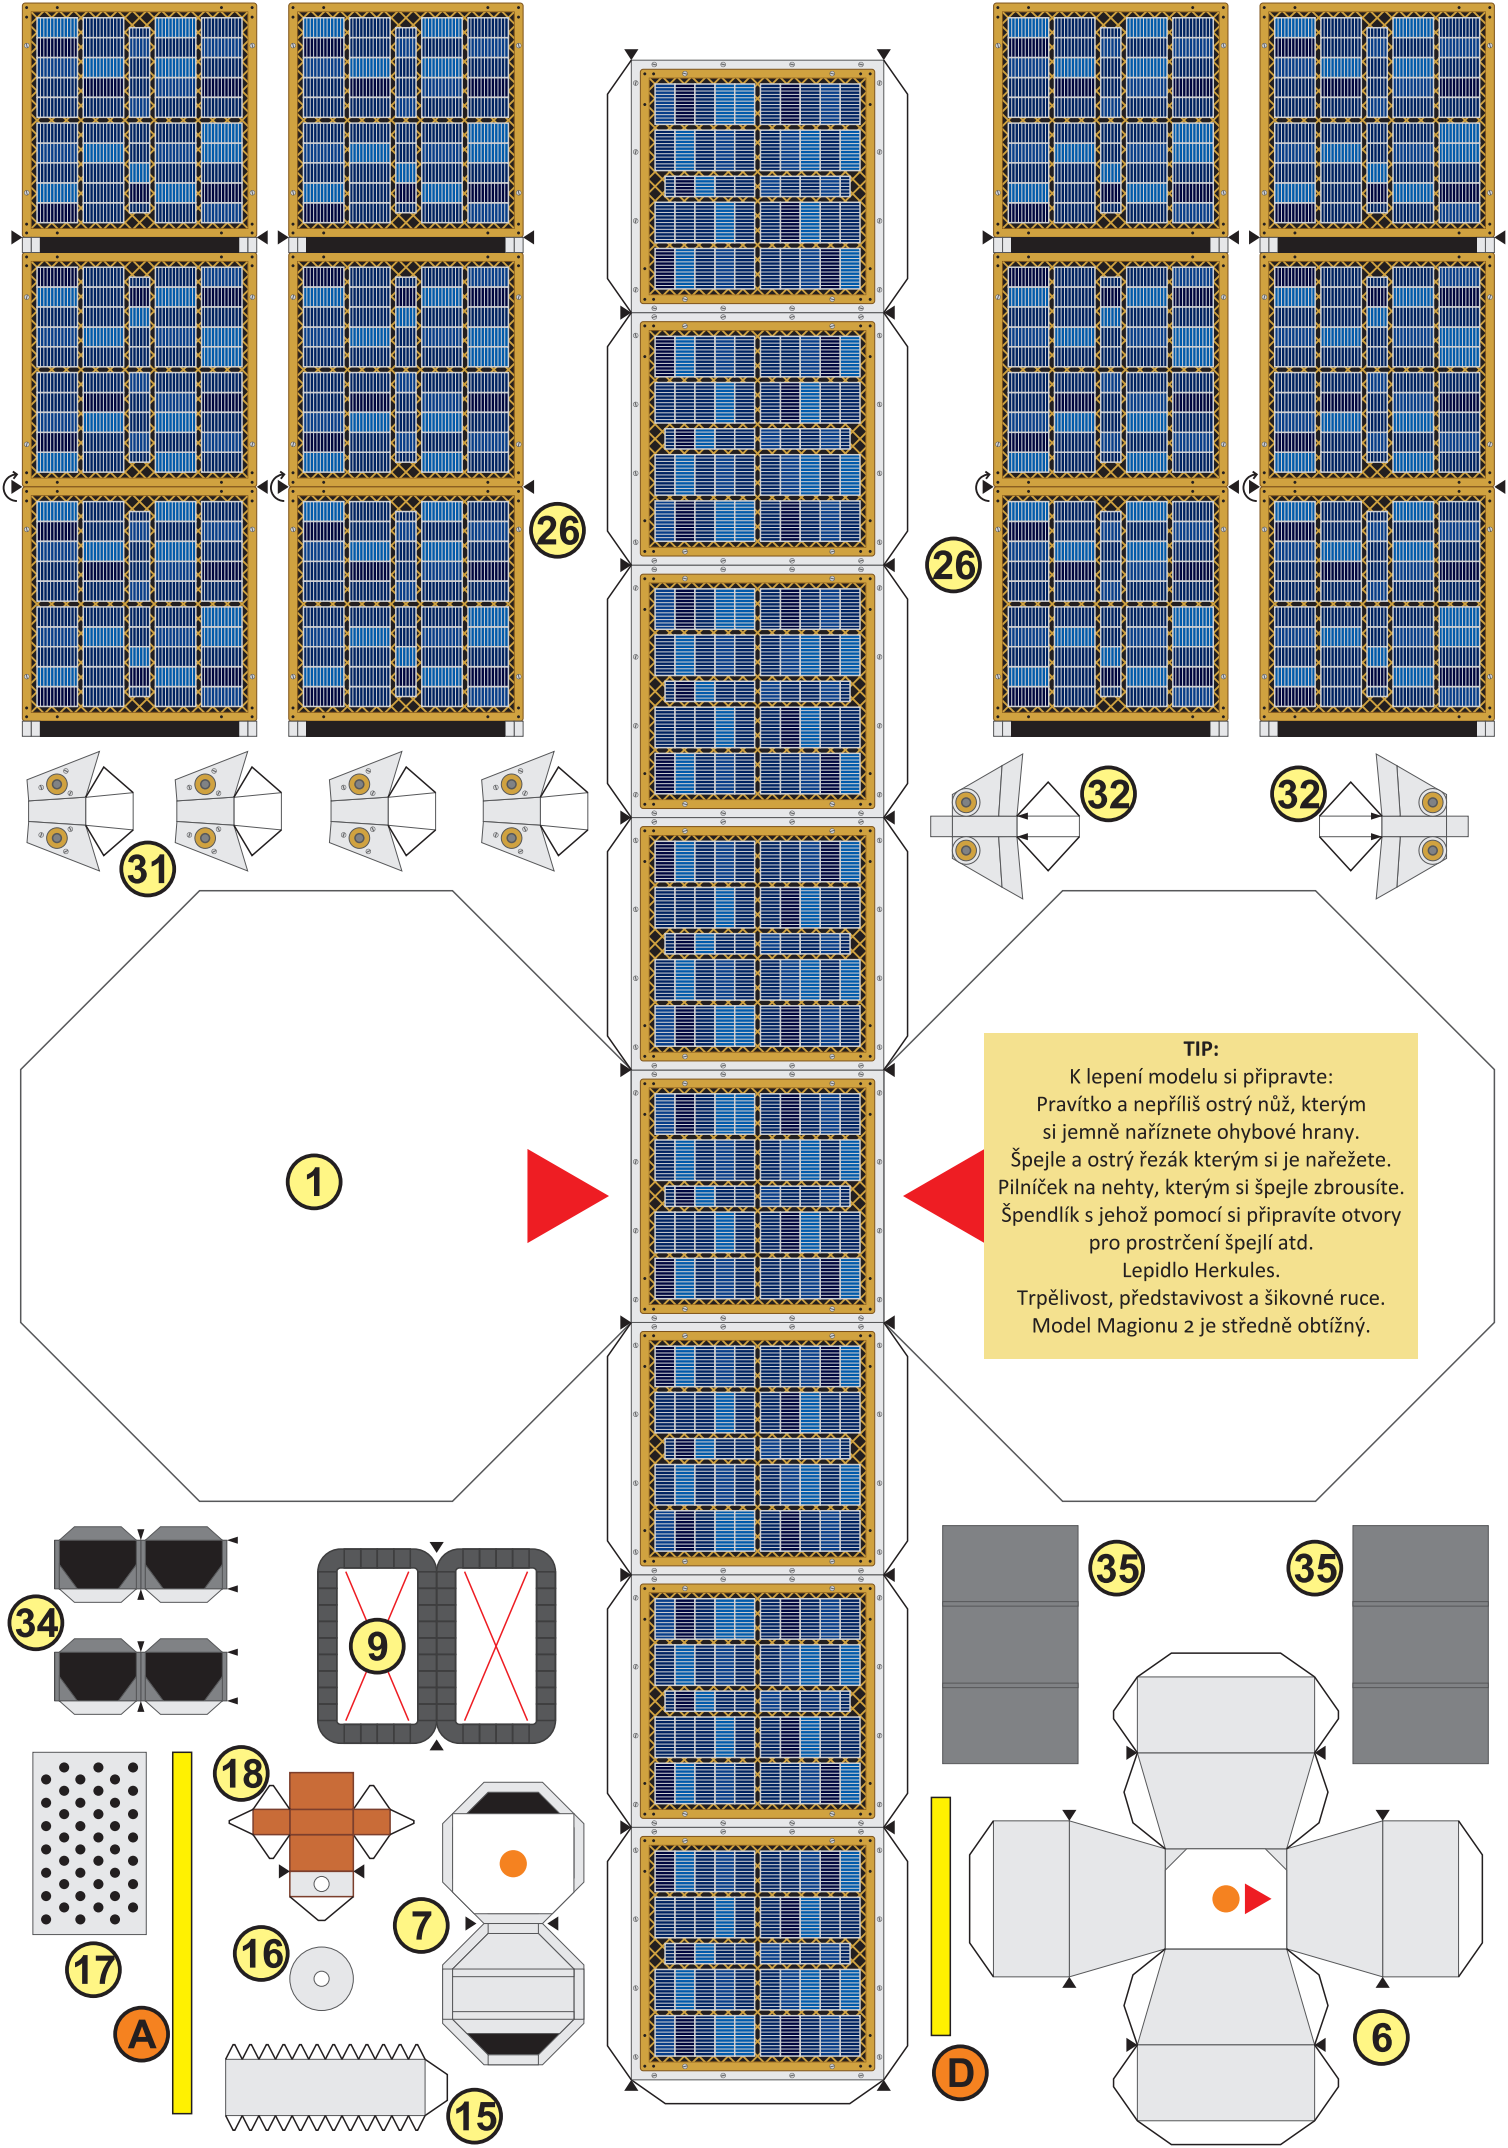 26
26
31
32
32
1
TIP:
K lepení modelu si připravte:
Pravítko a nepříliš ostrý nůž, kterým
si jemně naříznete ohybové hrany.
Špejle a ostrý řezák kterým si je nařežete.
Pilníček na nehty, kterým si špejle zbrousíte.
Špendlík s jehož pomocí si připravíte otvory
pro prostrčení špejlí atd.
Lepidlo Herkules.
Trpělivost, představivost a šikovné ruce.
Model Magionu 2 je středně obtížný.
34
9
35
35
18
7
16
17
A
15
D
6